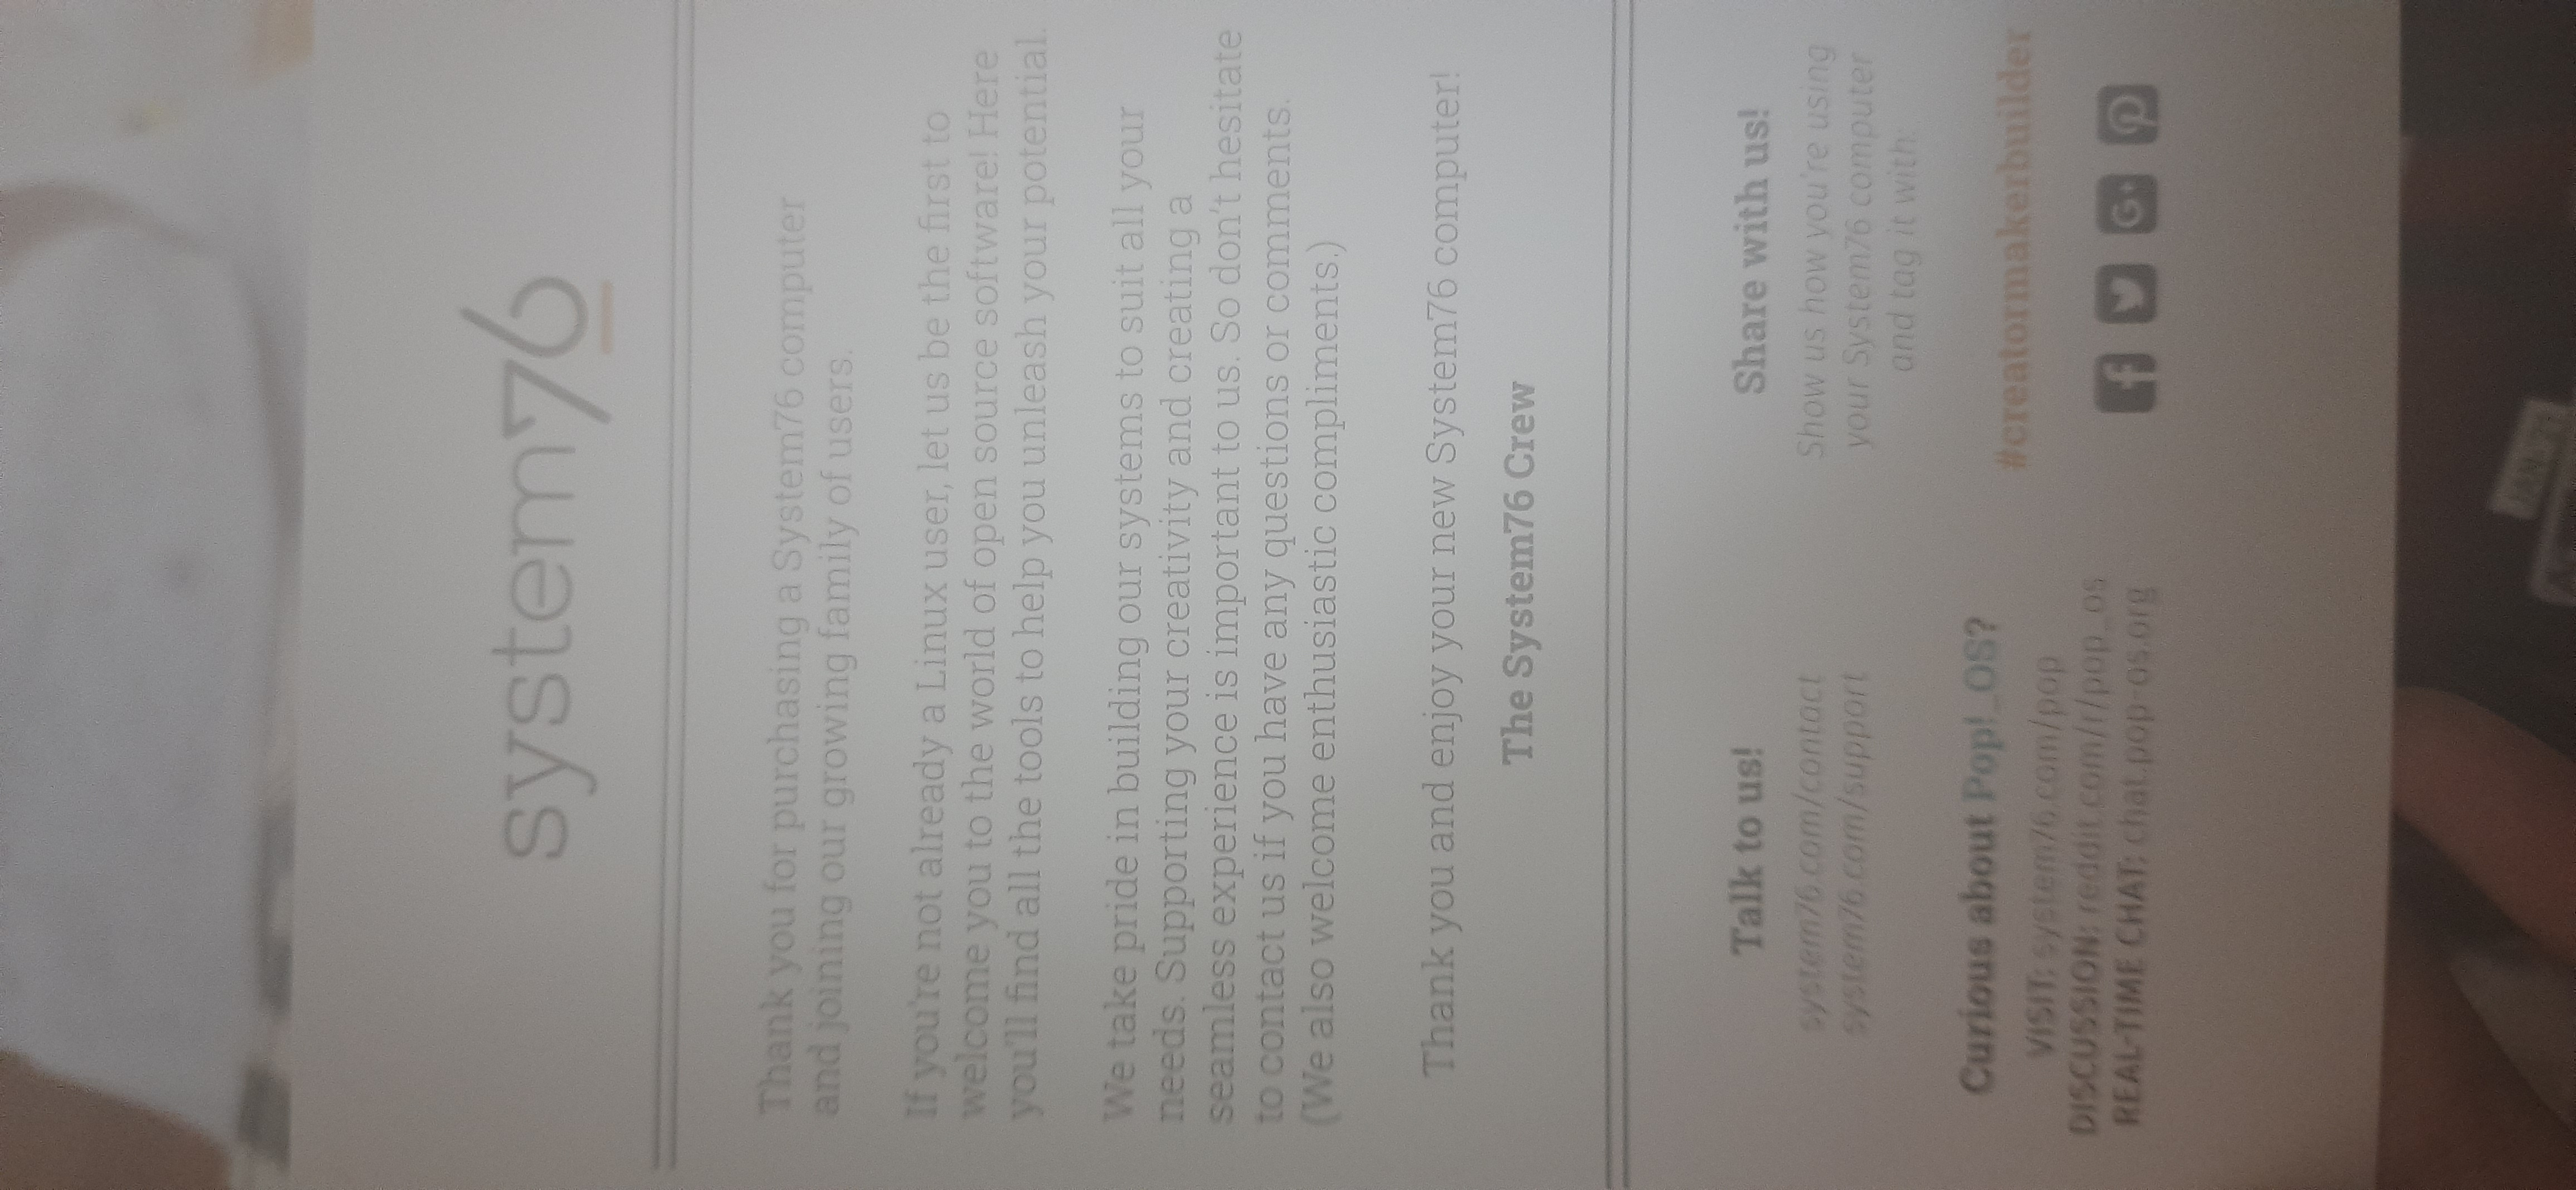 system76
Thank you for purchasing a System76 computer
and joining our growing family of users.
If you're not already a Linux user, let us be the first to
welcome you to the world of open source software! Here
you'll find all the tools to help you unleash your potential.
We take pride in building our systems to suit all your
needs. Supporting your creativity and creating a
seamless experience is important to us. So don't hesitate
to contact us if you have any questions or comments.
(We also welcome enthusiastic compliments.)
Thank you and enjoy your new System76 computer!
The System76 Crew
Talk to us!
system76.com/contact
system76.com/support
Curious about Pop!_OS?
VISIT: system76.com/pop
DISCUSSION: reddit.com/r/pop_os
REAL-TIME CHAT: chat.pop-os.org
Share with us!
Show us how you're using
your System76 computer
and tag it with:
#creatormakerbuilder